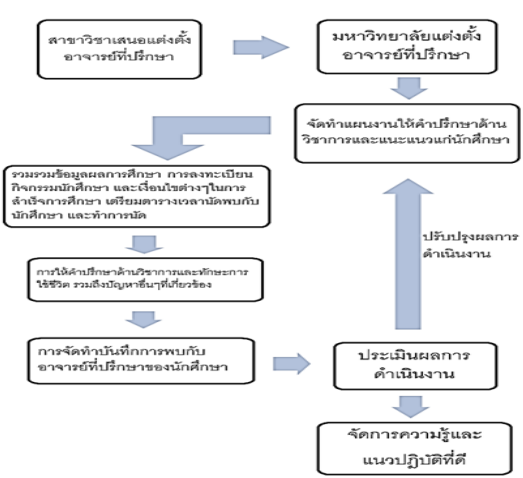 สาขาวิชาเสนอแต่งตั้ง
อาจารย์ที่ปรึกษา
มหาวิทยาลัยแต่งตั้ง
อาจารย์ที่ปรึกษา
จัดทำแผนงานให้คำปรึกษาด้าน
วิชาการและแนะแนวแก่นักศึกษา
รวมรวมข้อมูลผลการศึกษา การลงทะเบียน
กิจกรรมนักศึกษา และเงื่อนไขต่างๆในการ
สำเร็จการศึกษา เตรียมตารางเวลานัดพบกับ
นักศึกษา และทำการนัด
ปรับปรุงผลการ
ดำเนินงาน
การให้คำปรึกษาด้านวิชาการและทักษะการ
ใช้ชีวิต รวมถึงปัญหาอื่นๆที่เกี่ยวข้อง
การจัดทำบันทึกการพบกับ
อาจารย์ที่ปรึกษาของนักศึกษา
ประเมินผลการ
ดำเนินงาน
จัดการความรู้และ
แนวปฏิบัติที่ดี